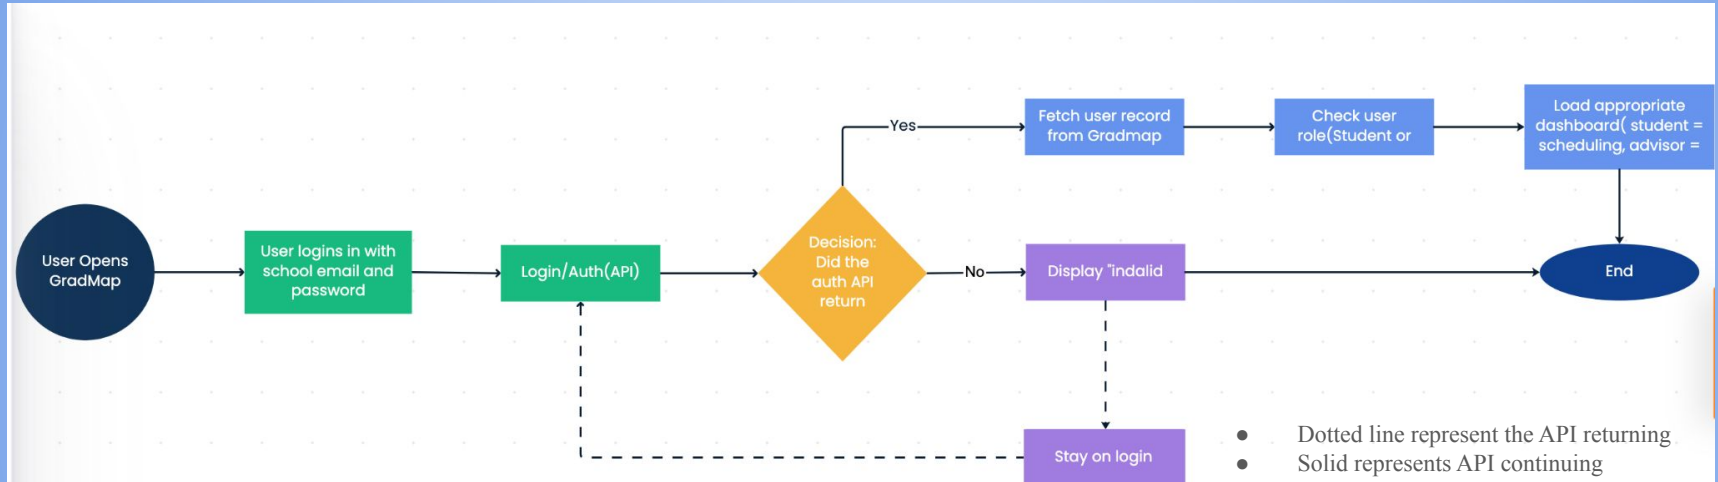 User Opens
GradMap
User logins in with
school email and
password
Login/Auth(API)
Decision:
Did the
auth API
return
Yes
Fetch user record
from Gradmap
Check user
role(Student or
Load appropriate
dashboard( student =
scheduling, advisor =
No
Display "indalid
End
Stay on login
● Dotted line represent the API returning
● Solid represents API continuing